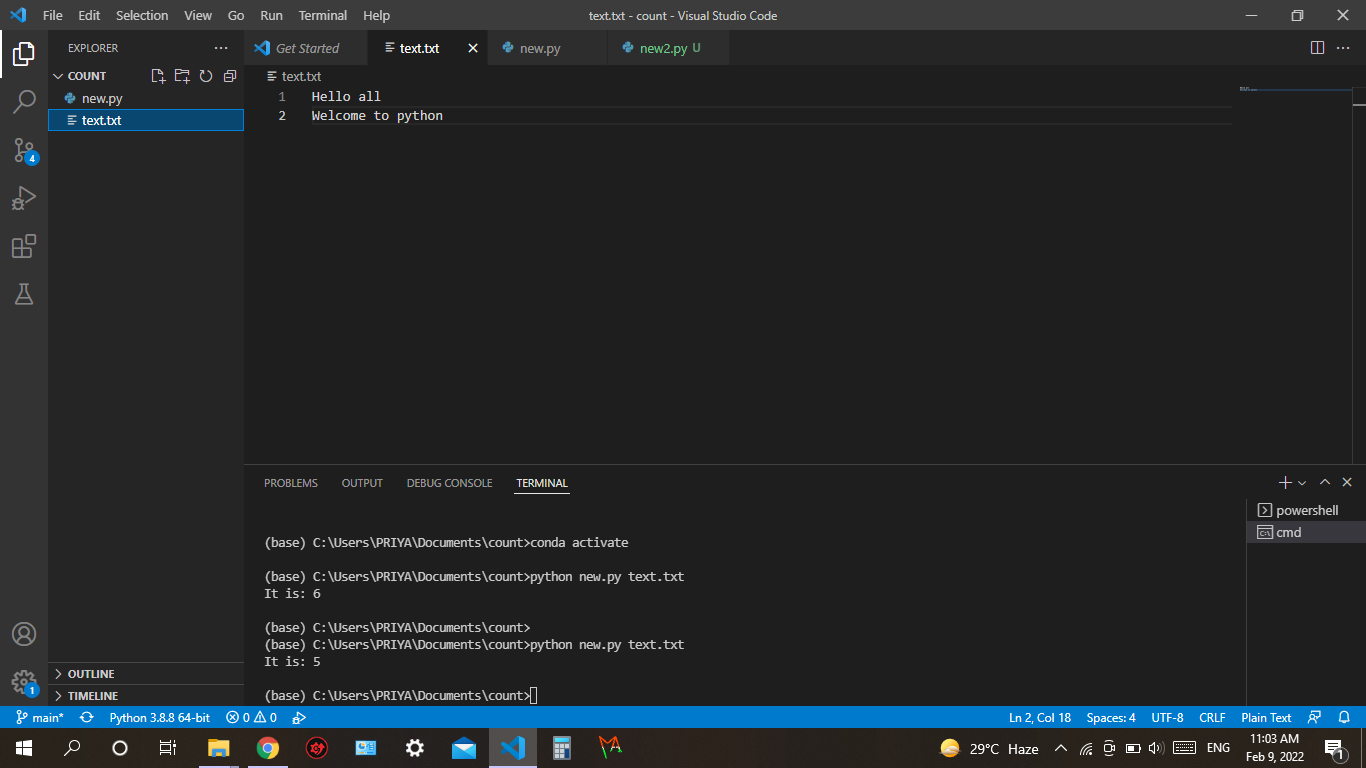 File Edit Selection View Go Run Terminal Help
text.txt - count - Visual Studio Code
EXPLORER
Get Started
text.txt
new.py
new2.py U
COUNT
new.py
text.txt
4
text.txt
1 Hello all
2 Welcome to python
PROBLEMS OUTPUT DEBUG CONSOLE TERMINAL
powershell
cmd
(base) C:\Users\PRIYA\Documents\count>conda activate
(base) C:\Users\PRIYA\Documents\count>python new.py text.txt
It is: 6
(base) C:\Users\PRIYA\Documents\count>
(base) C:\Users\PRIYA\Documents\count>python new.py text.txt
It is: 5
(base) C:\Users\PRIYA\Documents\count>
OUTLINE
TIMELINE
1
main* Python 3.8.8 64-bit 0 0 Ln 2, Col 18 Spaces: 4 UTF-8 CRLF Plain Text
29°C Haze ENG
11:03 AM
Feb 9, 2022
1